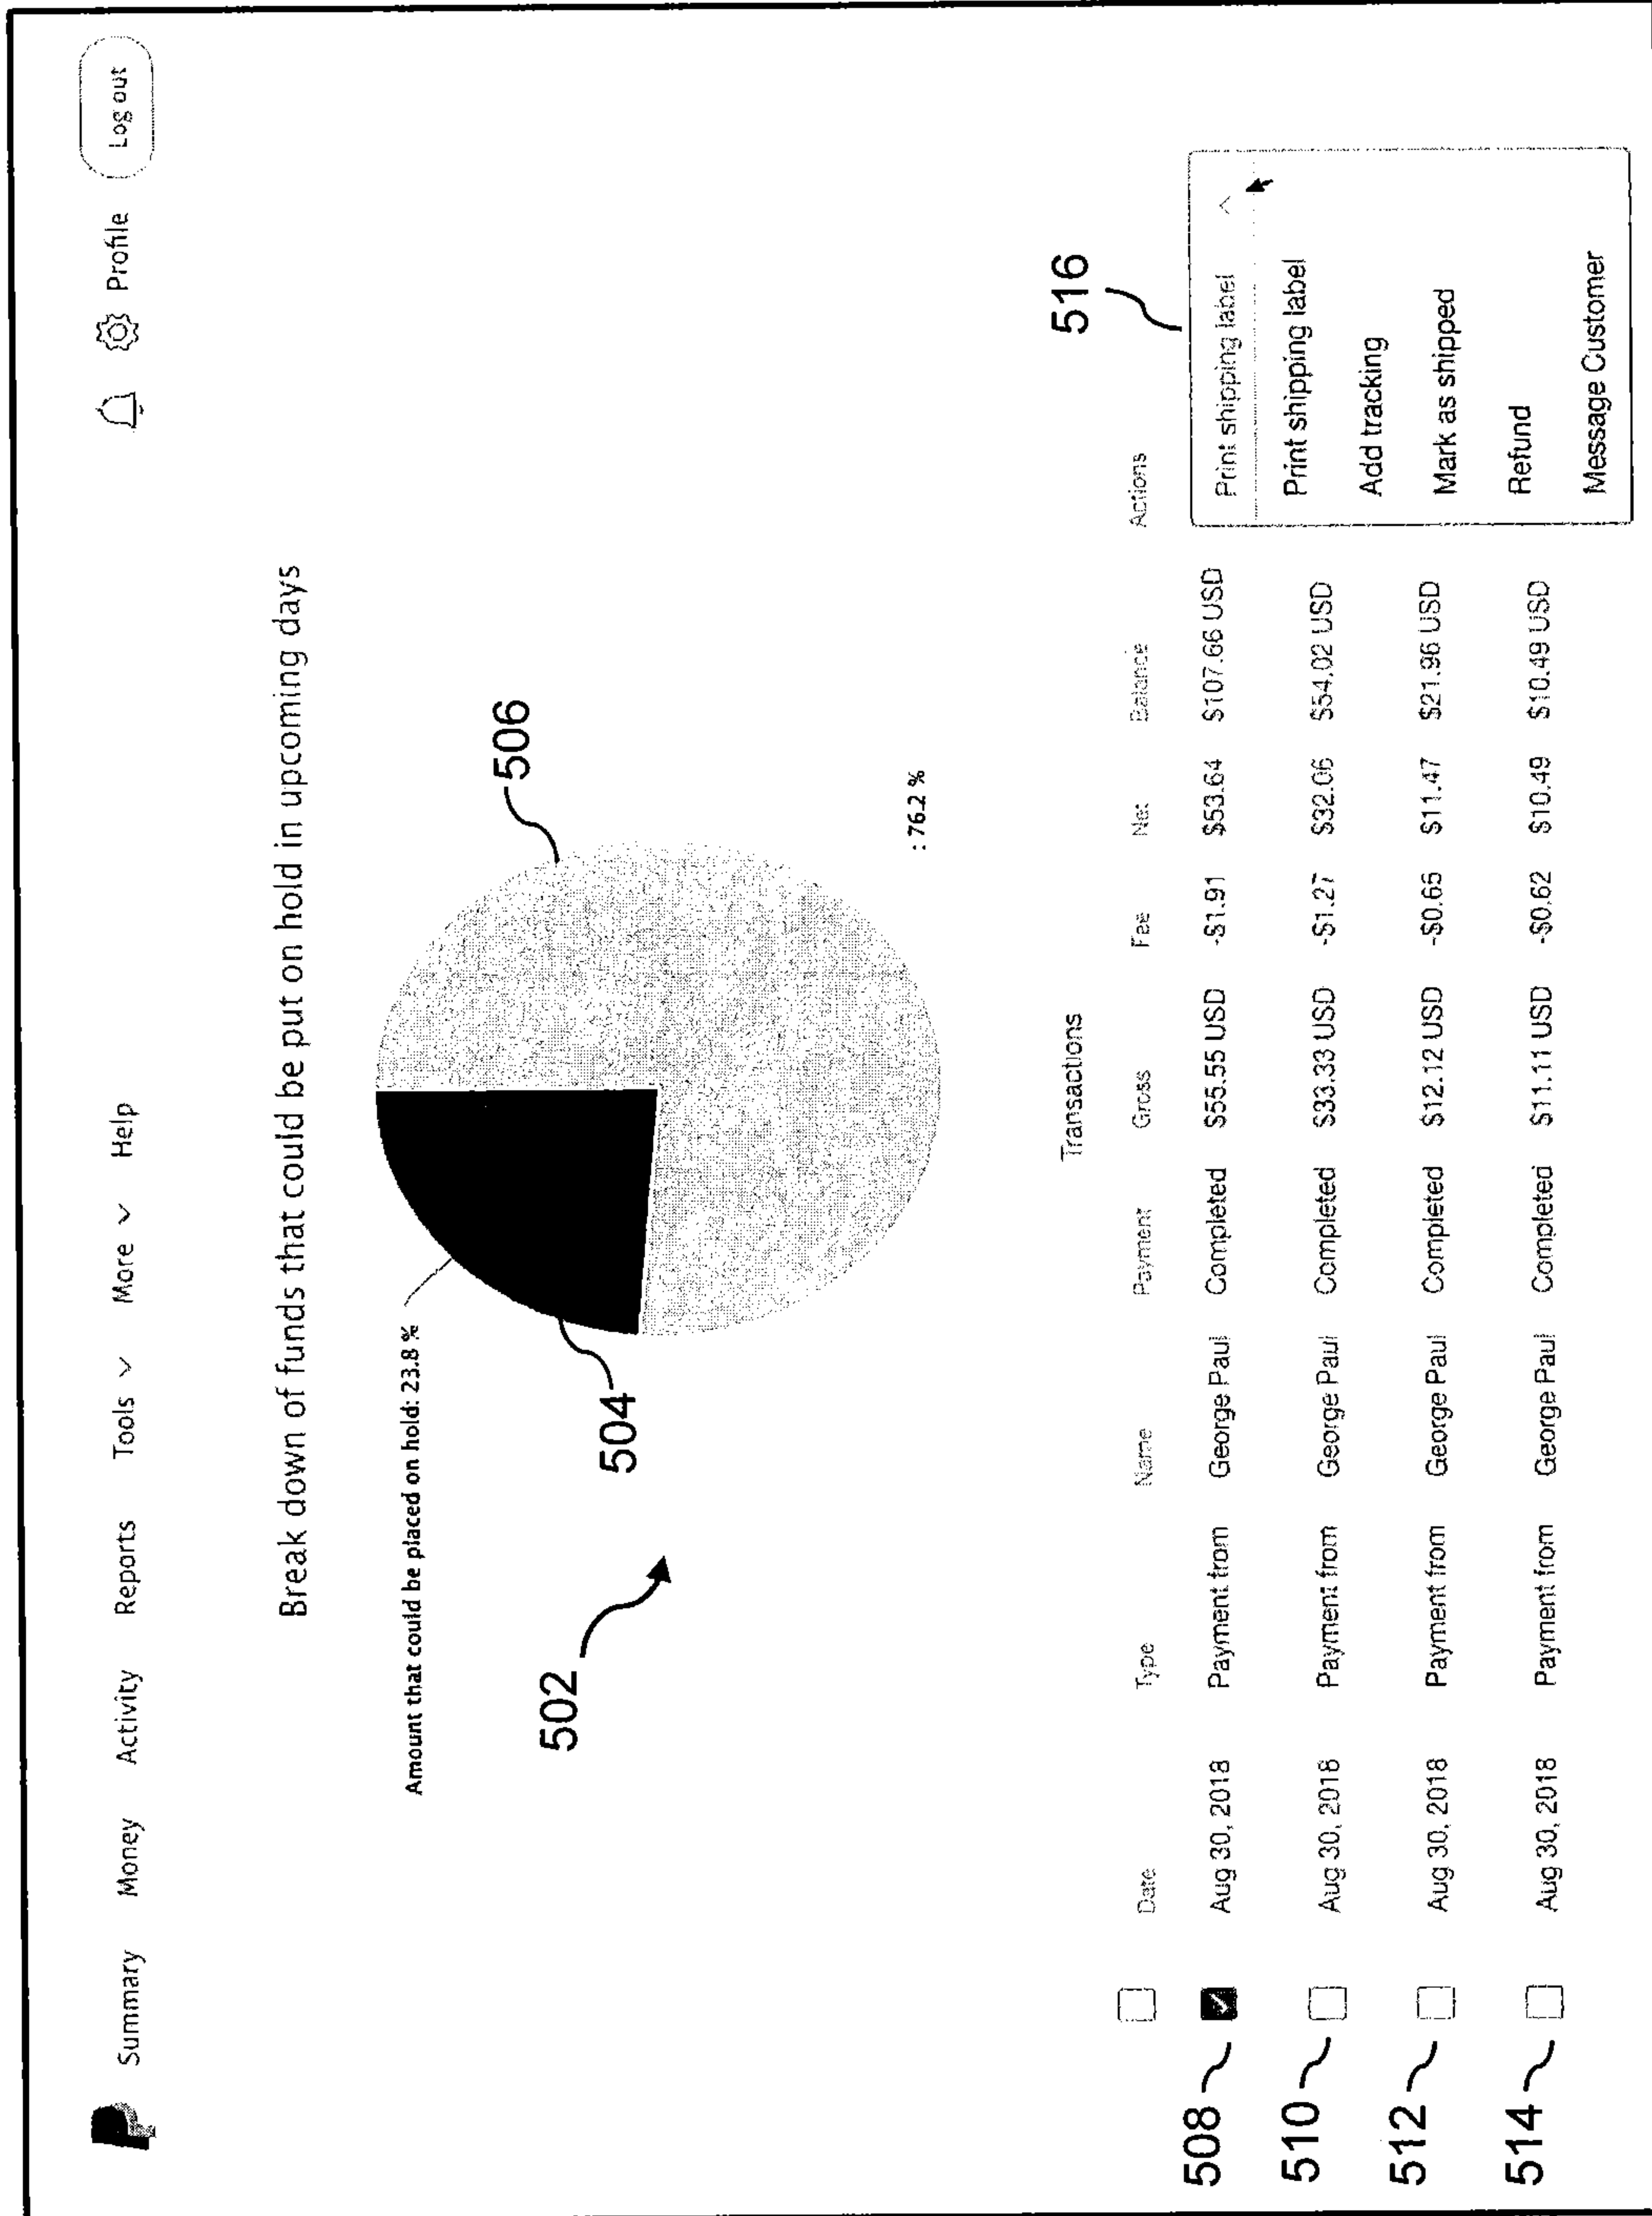 Summary Money Activity Reports Tools More Help Profile Log out
Break down of funds that could be put on hold in upcoming days
Amount that could be placed on hold: 23.8 %
506
504
502
: 76.2 %
516
Transactions
Date Type Name Payment Gross Fee Net Balance Actions
508 Aug 30, 2018 Payment from George Paul Completed $55.55 USD -$1.91 $53.64 $107.66 USD Print shipping label
Print shipping label
510 Aug 30, 2018 Payment from George Paul Completed $33.33 USD -$1.27 $32.06 $54.02 USD
Add tracking
512 Aug 30, 2018 Payment from George Paul Completed $12.12 USD -$0.65 $11.47 $21.96 USD Mark as shipped
Refund
514 Aug 30, 2018 Payment from George Paul Completed $11.11 USD -$0.62 $10.49 $10.49 USD
Message Customer